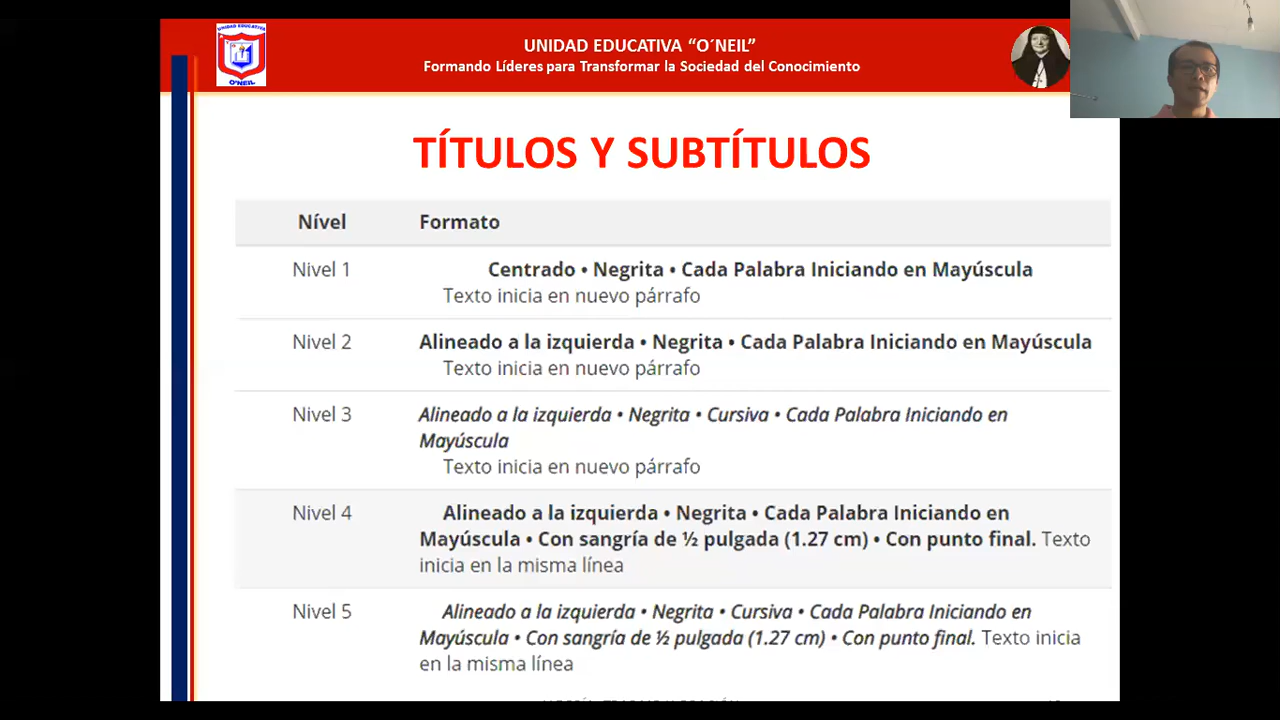 UNIDAD EDUCATIVA
O'NEIL
UNIDAD EDUCATIVA “O´NEIL”
Formando Líderes para Transformar la Sociedad del Conocimiento
TÍTULOS Y SUBTÍTULOS
Nível Formato
Nivel 1 Centrado • Negrita • Cada Palabra Iniciando en Mayúscula
Texto inicia en nuevo párrafo
Nivel 2 Alineado a la izquierda • Negrita • Cada Palabra Iniciando en Mayúscula
Texto inicia en nuevo párrafo
Nivel 3 Alineado a la izquierda • Negrita • Cursiva • Cada Palabra Iniciando en
Mayúscula
Texto inicia en nuevo párrafo
Nivel 4 Alineado a la izquierda • Negrita • Cada Palabra Iniciando en
Mayúscula • Con sangría de ½ pulgada (1.27 cm) • Con punto final. Texto
inicia en la misma línea
Nivel 5 Alineado a la izquierda • Negrita • Cursiva • Cada Palabra Iniciando en
Mayúscula • Con sangría de ½ pulgada (1.27 cm) • Con punto final. Texto inicia
en la misma línea